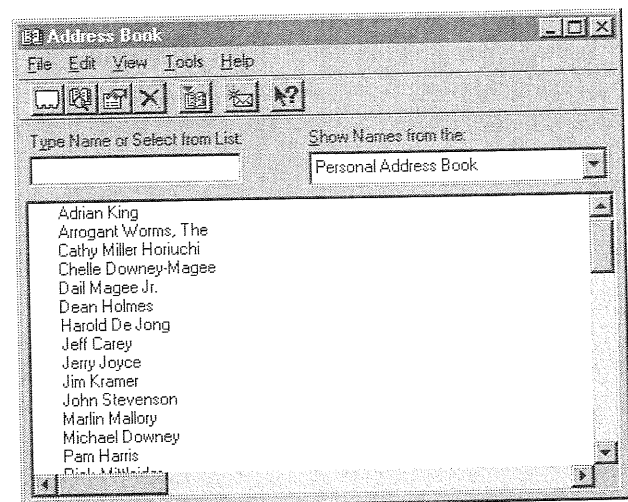 Address Book
File Edit View Tools Help
Type Name or Select from List:
Show Names from the:
Personal Address Book
Adrian King
Arrogant Worms, The
Cathy Miller Horiuchi
Chelle Downey-Magee
Dail Magee Jr.
Dean Holmes
Harold De Jong
Jeff Carey
Jerry Joyce
Jim Kramer
John Stevenson
Marlin Mallory
Michael Downey
Pam Harris